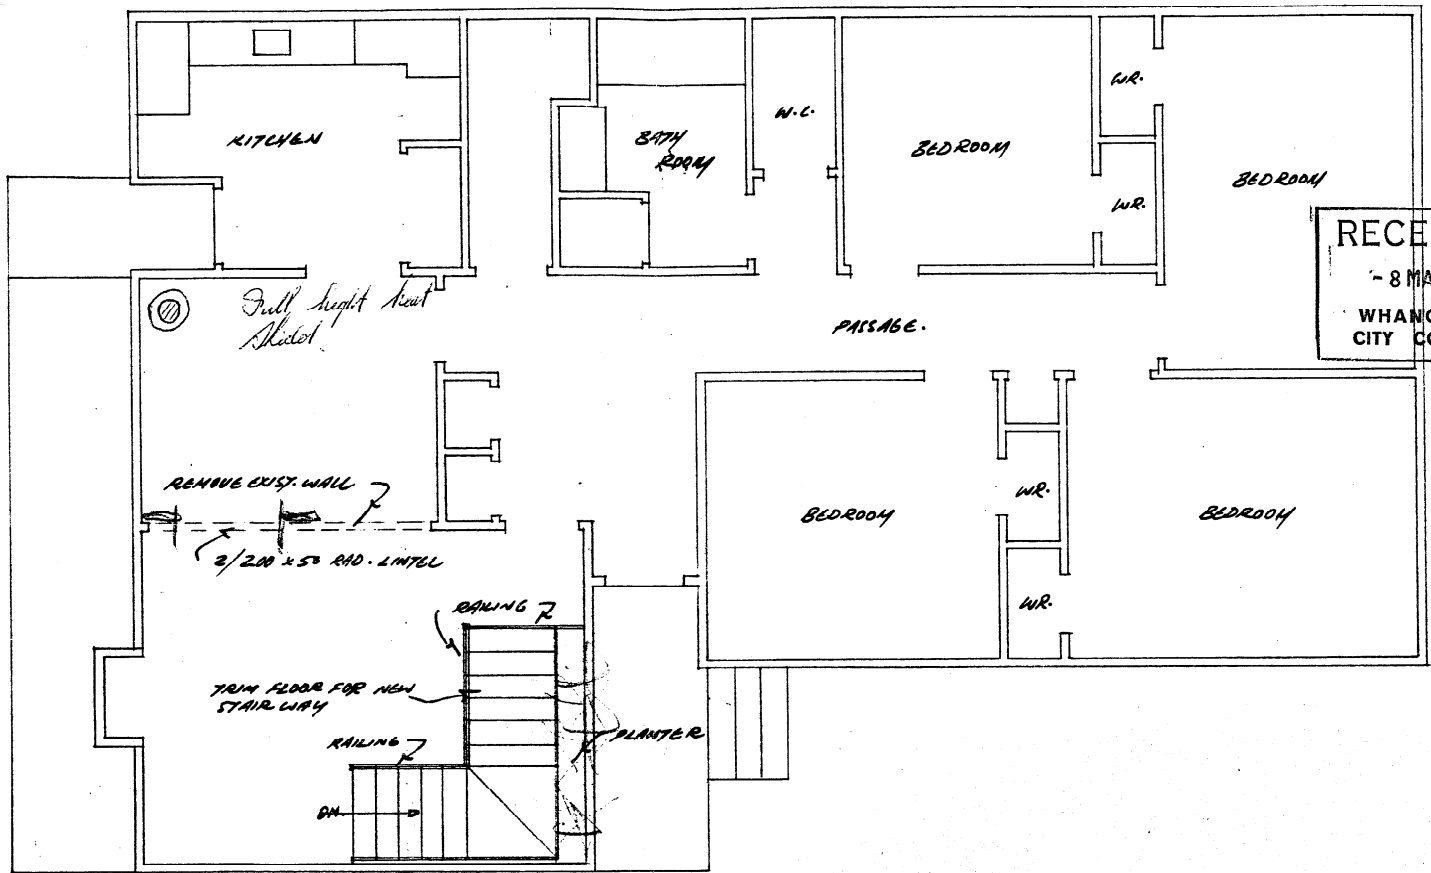 KITCHEN
BATH
ROOM
W.C.
BEDROOM
WR.
WR.
BEDROOM
RECE
-8 MA
WHANG
CITY CO
Full height heat
PASSAGE.
REMOVE EXIST. WALL
2/200 x 50 RAD. LINTEL
BEDROOM
WR.
BEDROOM
WR.
RAILING
TRIM FLOOR FOR NEW
STAIR WAY
RAILING
PLANTER
DN.